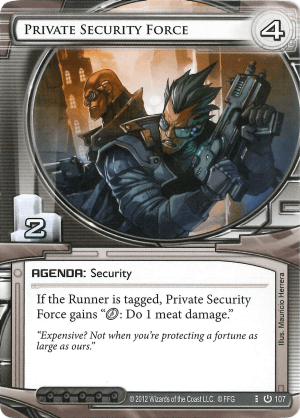 PRIVATE SECURITY FORCE
4
2
AGENDA: Security
If the Runner is tagged, Private Security
Force gains “: Do 1 meat damage.”
“Expensive? Not when you’re protecting a fortune as
large as ours.”
Illus. Mauricio Herrera
© 2012 Wizards of the Coast LLC. © FFG
107